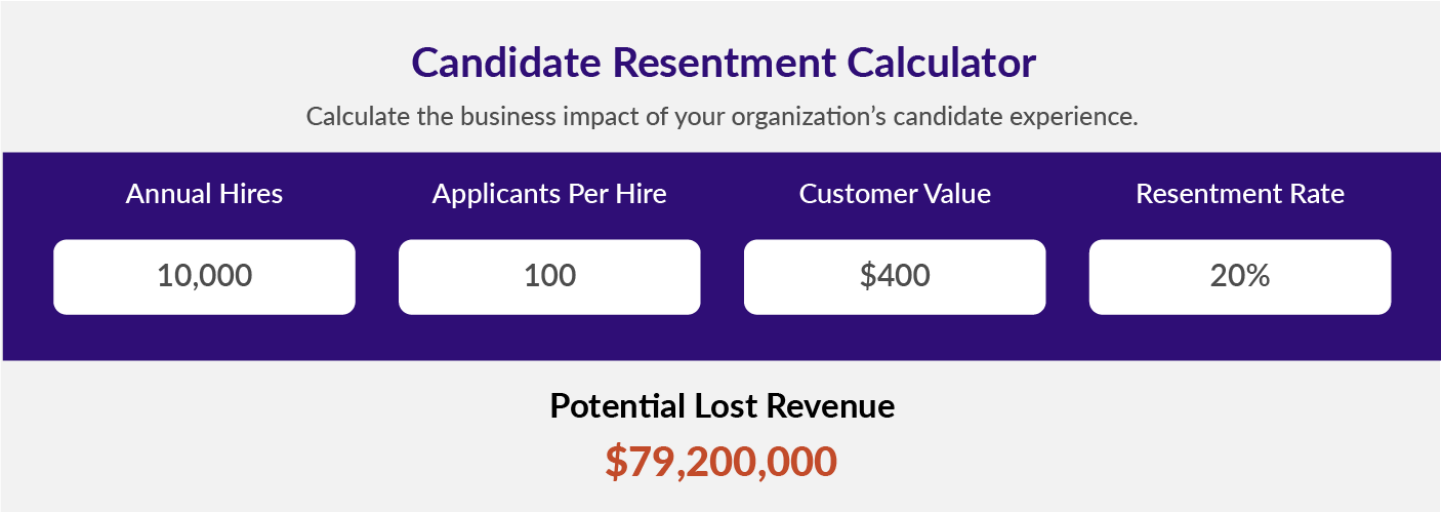 Candidate Resentment Calculator
Calculate the business impact of your organization’s candidate experience.
Annual Hires Applicants Per Hire Customer Value Resentment Rate
10,000 100 $400 20%
Potential Lost Revenue
$79,200,000